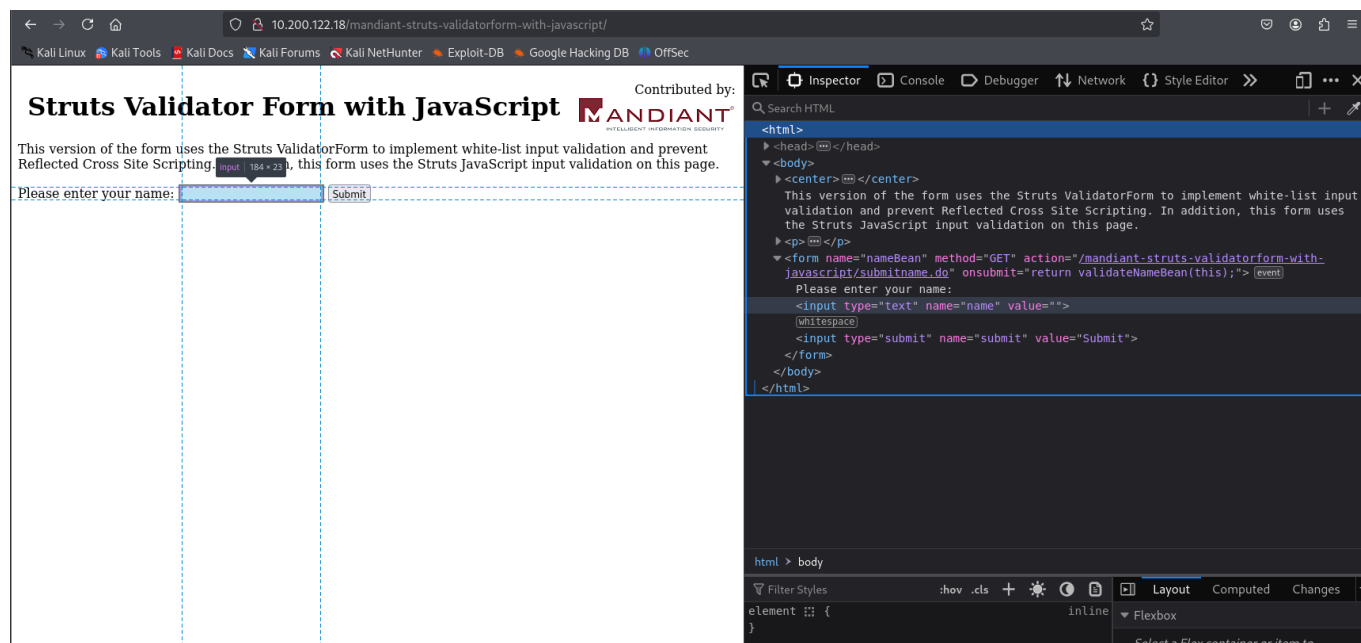 10.200.122.18/mandiant-struts-validatorform-with-javascript/
Kali Linux Kali Tools Kali Docs Kali Forums Kali NetHunter Exploit-DB Google Hacking DB OffSec
Contributed by:
Struts Validator Form with JavaScript
MANDIANT
INTELLIGENT INFORMATION SECURITY
This version of the form uses the Struts ValidatorForm to implement white-list input validation and prevent
Reflected Cross Site Scripting. n, this form uses the Struts JavaScript input validation on this page.
input 184 × 23
Please enter your name: Submit
Inspector Console Debugger Network Style Editor
Search HTML
<html>
<head> </head>
<body>
<center> </center>
This version of the form uses the Struts ValidatorForm to implement white-list input
validation and prevent Reflected Cross Site Scripting. In addition, this form uses
the Struts JavaScript input validation on this page.
<p> </p>
<form name="nameBean" method="GET" action="/mandiant-struts-validatorform-with-
javascript/submitname.do" onsubmit="return validateNameBean(this);"> event
Please enter your name:
<input type="text" name="name" value="">
whitespace
<input type="submit" name="submit" value="Submit">
</form>
</body>
</html>
html > body
Filter Styles :hov .cls + Layout Computed Changes
element { inline
}
Flexbox
Select a Flex container or item to